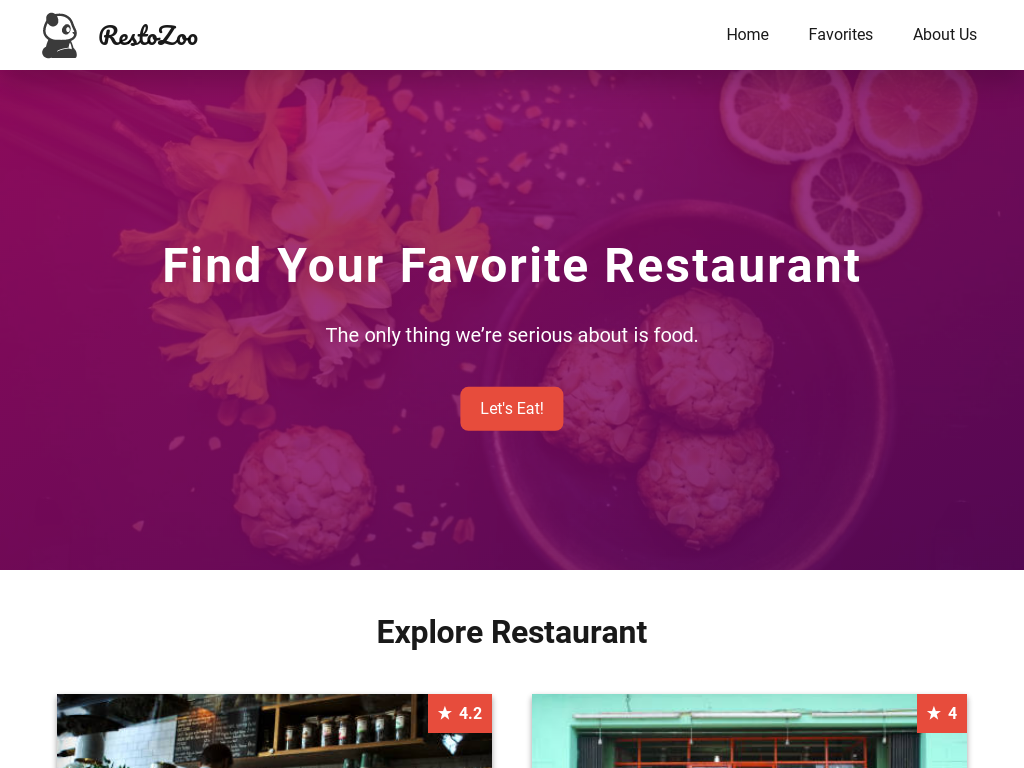 RestoZoo
Home
Favorites
About Us
Find Your Favorite Restaurant
The only thing we’re serious about is food.
Let's Eat!
Explore Restaurant
★ 4.2
★ 4